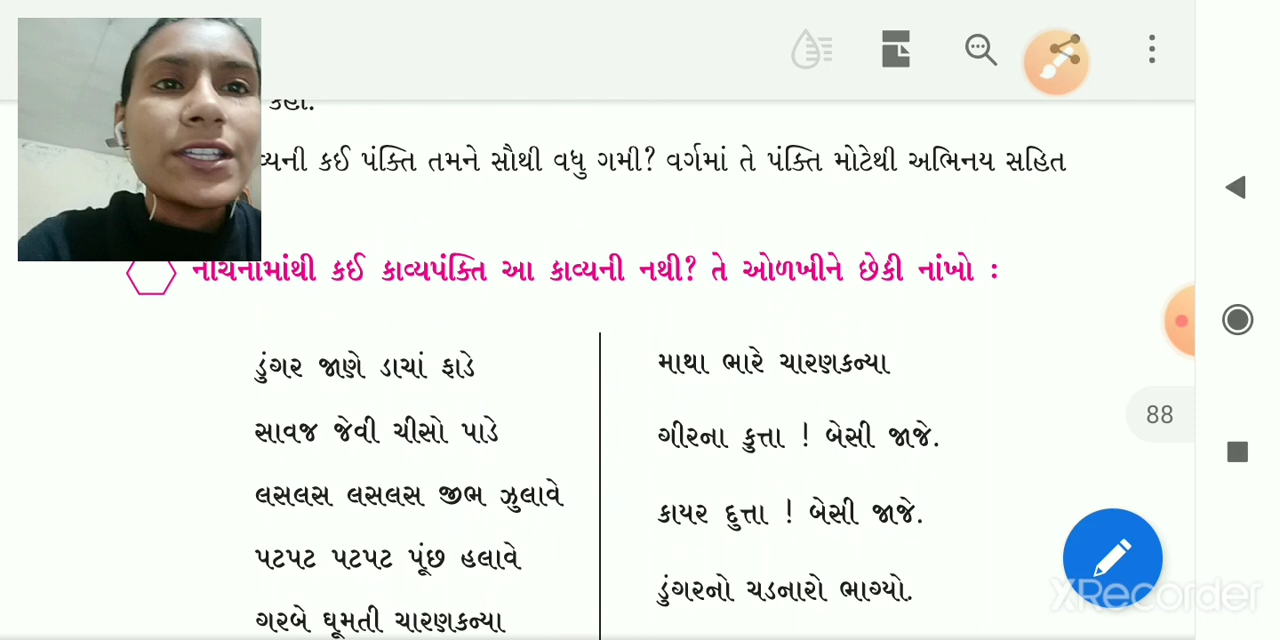 કહો.
વ્યની કઈ પંક્તિ તમને સૌથી વધુ ગમી? વર્ગમાં તે પંક્તિ મોટેથી અભિનય સહિત
નીચેનામાંથી કઈ કાવ્યપંક્તિ આ કાવ્યની નથી? તે ઓળખીને છેકી નાંખો :
ડુંગર જાણે ડાચાં ફાડે
સાવજ જેવી ચીસો પાડે
લસલસ લસલસ જીભ ઝુલાવે
પટપટ પટપટ પૂંછ હલાવે
ગરબે ઘૂમતી ચારણકન્યા
માથા ભારે ચારણકન્યા
ગીરના કુત્તા ! બેસી જાજે.
કાયર દુત્તા ! બેસી જાજે.
ડુંગરનો ચડનારો ભાગ્યો.
88
XRecorder